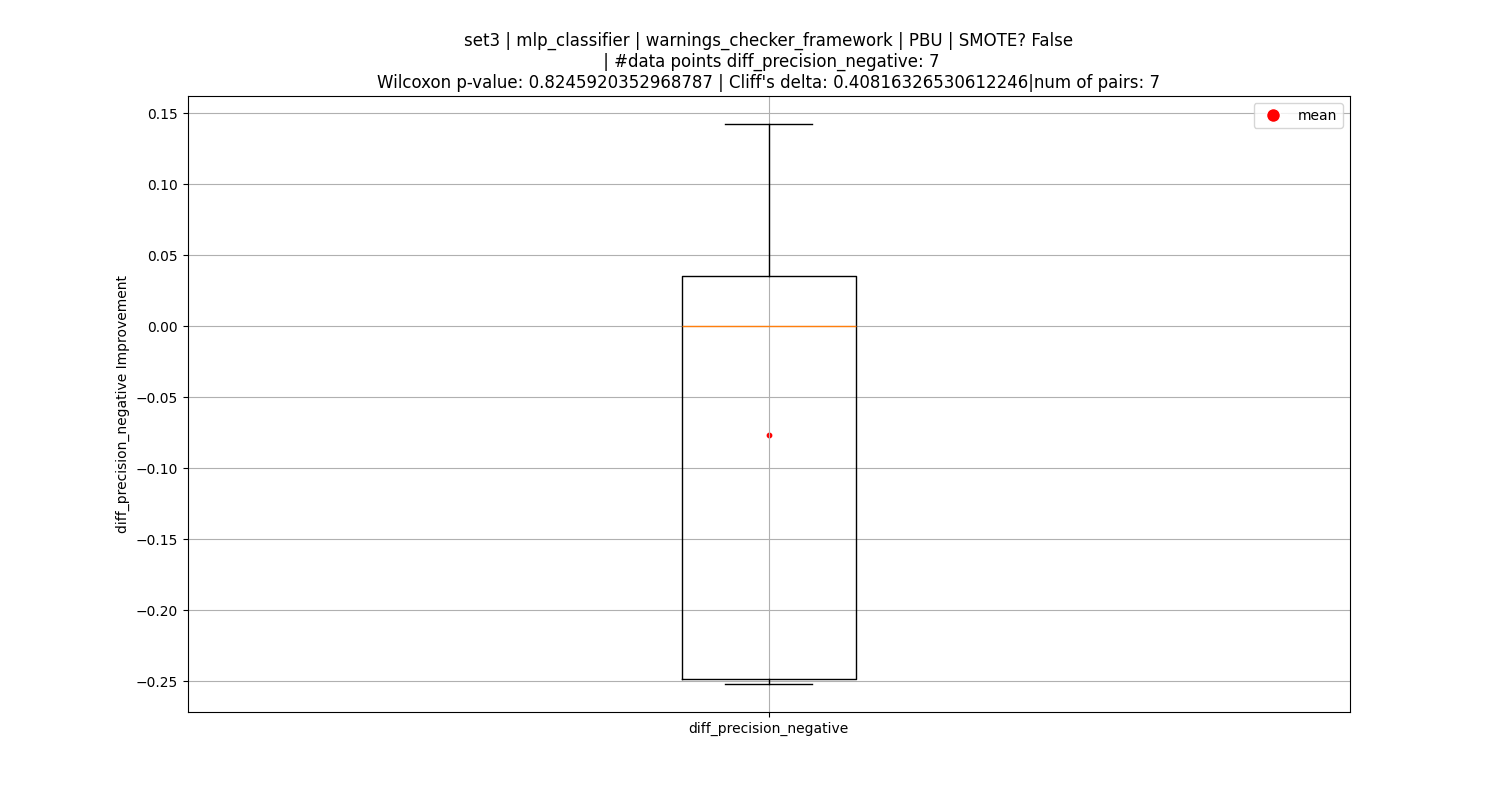 set3 | mlp_classifier | warnings_checker_framework | PBU | SMOTE? False
| #data points diff_precision_negative: 7
Wilcoxon p-value: 0.8245920352968787 | Cliff's delta: 0.40816326530612246|num of pairs: 7
mean
0.15
0.10
0.05
0.00
−0.05
−0.10
−0.15
−0.20
−0.25
diff_precision_negative Improvement
diff_precision_negative